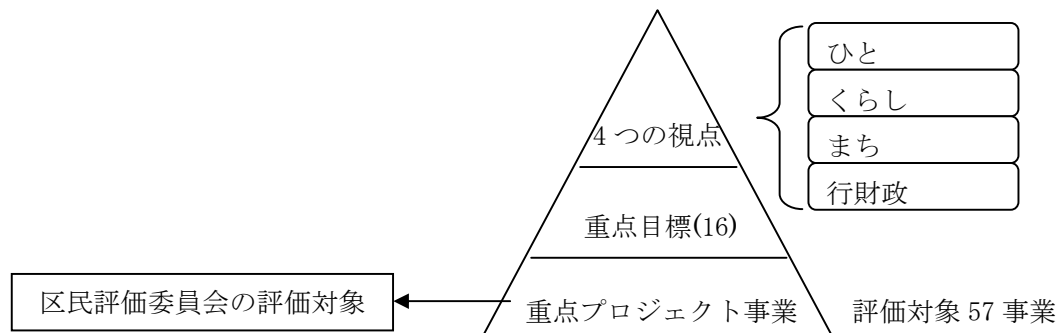 ひと
くらし
4 つの視点
まち
行財政
重点目標(16)
区民評価委員会の評価対象
重点プロジェクト事業
評価対象 57 事業